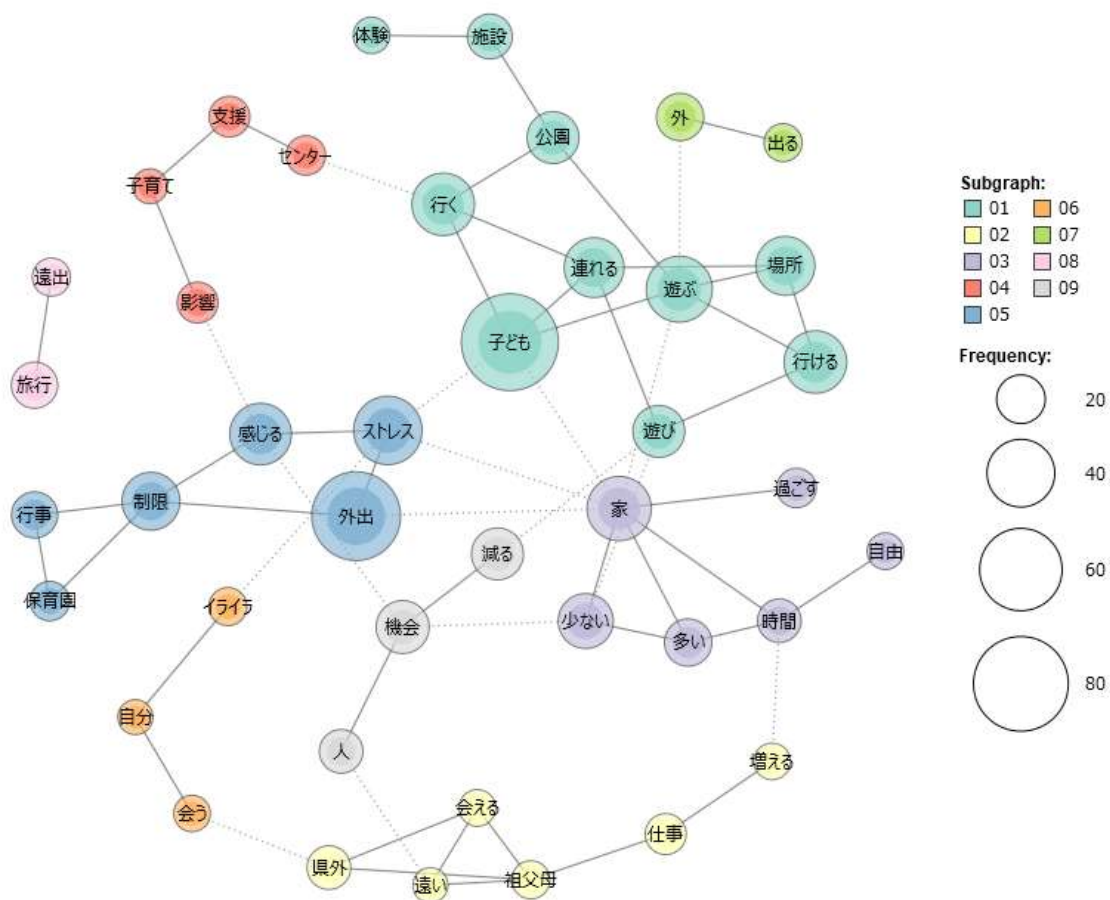 体験
施設
支援
センター
子育て
影響
公園
外
出る
行く
連れる
遊ぶ
場所
子ども
行ける
遊び
遠出
旅行
感じる
ストレス
制限
外出
行事
保育園
家
過ごす
自由
減る
機会
少ない
多い
時間
人
イライラ
自分
会う
増える
仕事
会える
県外
遠い
祖父母
Subgraph:
01 06
02 07
03 08
04 09
05
Frequency:
20
40
60
80